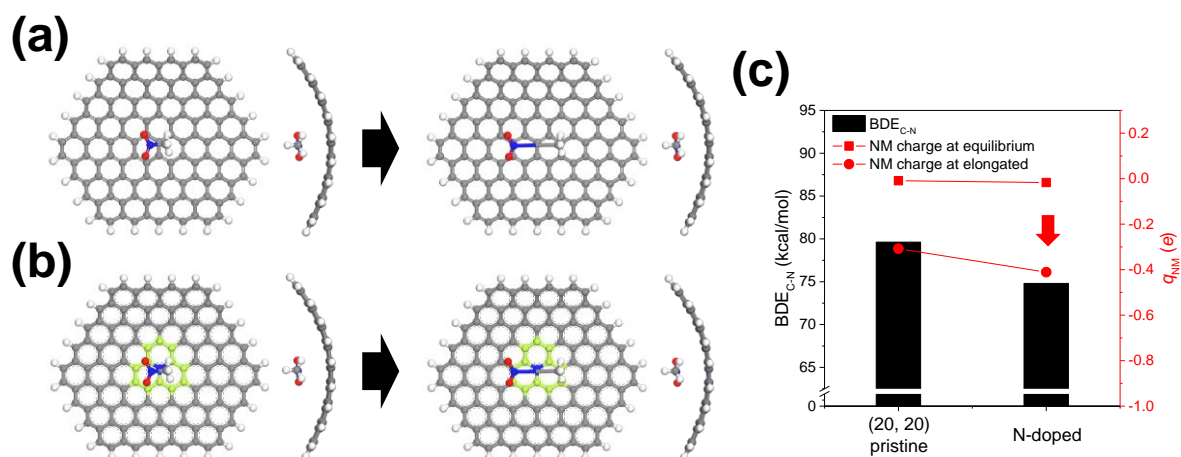 (a)
(b)
(c)
BDE_C-N
NM charge at equilibrium
NM charge at elongated
BDE_C-N (kcal/mol)
95
90
85
80
75
70
65
0
0.2
0.0
-0.2
-0.4
-0.6
-0.8
-1.0
q_NM (e)
(20, 20)
pristine
N-doped